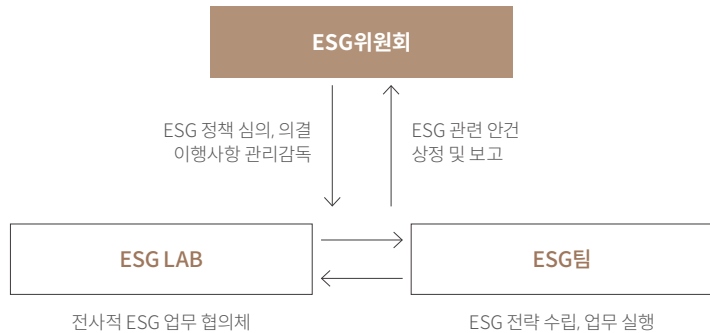 ESG위원회
ESG 정책 심의, 의결
이행사항 관리감독
ESG 관련 안건
상정 및 보고
ESG LAB
ESG팀
전사적 ESG 업무 협의체
ESG 전략 수립, 업무 실행